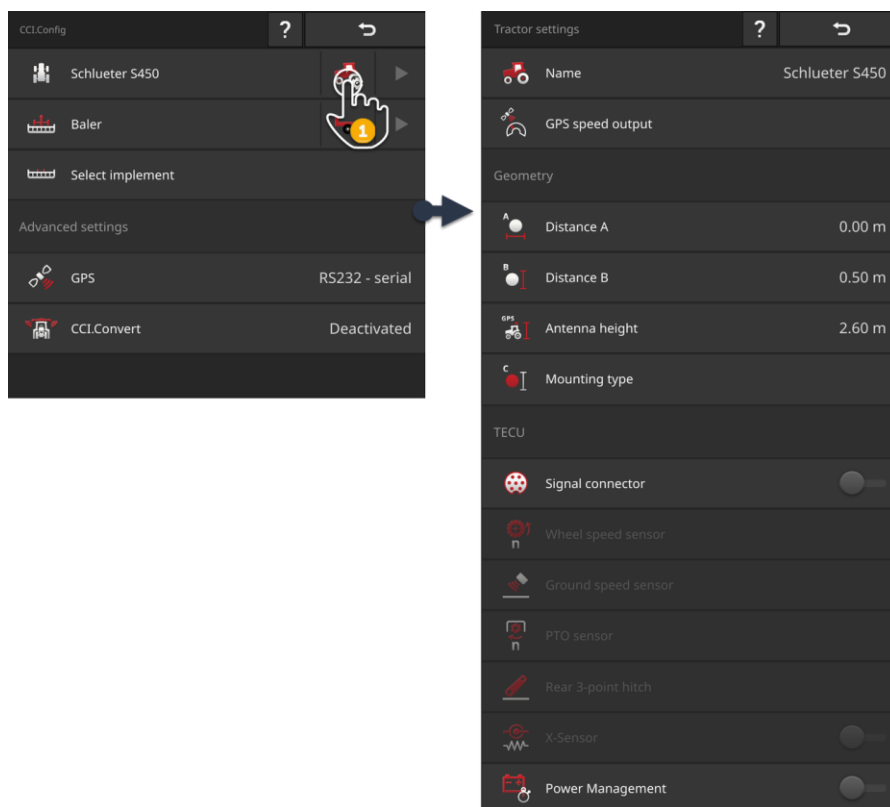 CCI.Config
?
Schlueter S450
1
Baler
Select implement
Advanced settings
GPS RS232 - serial
CCI.Convert Deactivated
Tractor settings
?
Name Schlueter S450
GPS speed output
Geometry
A
Distance A 0.00 m
B
Distance B 0.50 m
GPS
Antenna height 2.60 m
C
Mounting type
TECU
Signal connector
n
Wheel speed sensor
Ground speed sensor
n
PTO sensor
Rear 3-point hitch
X-Sensor
Power Management